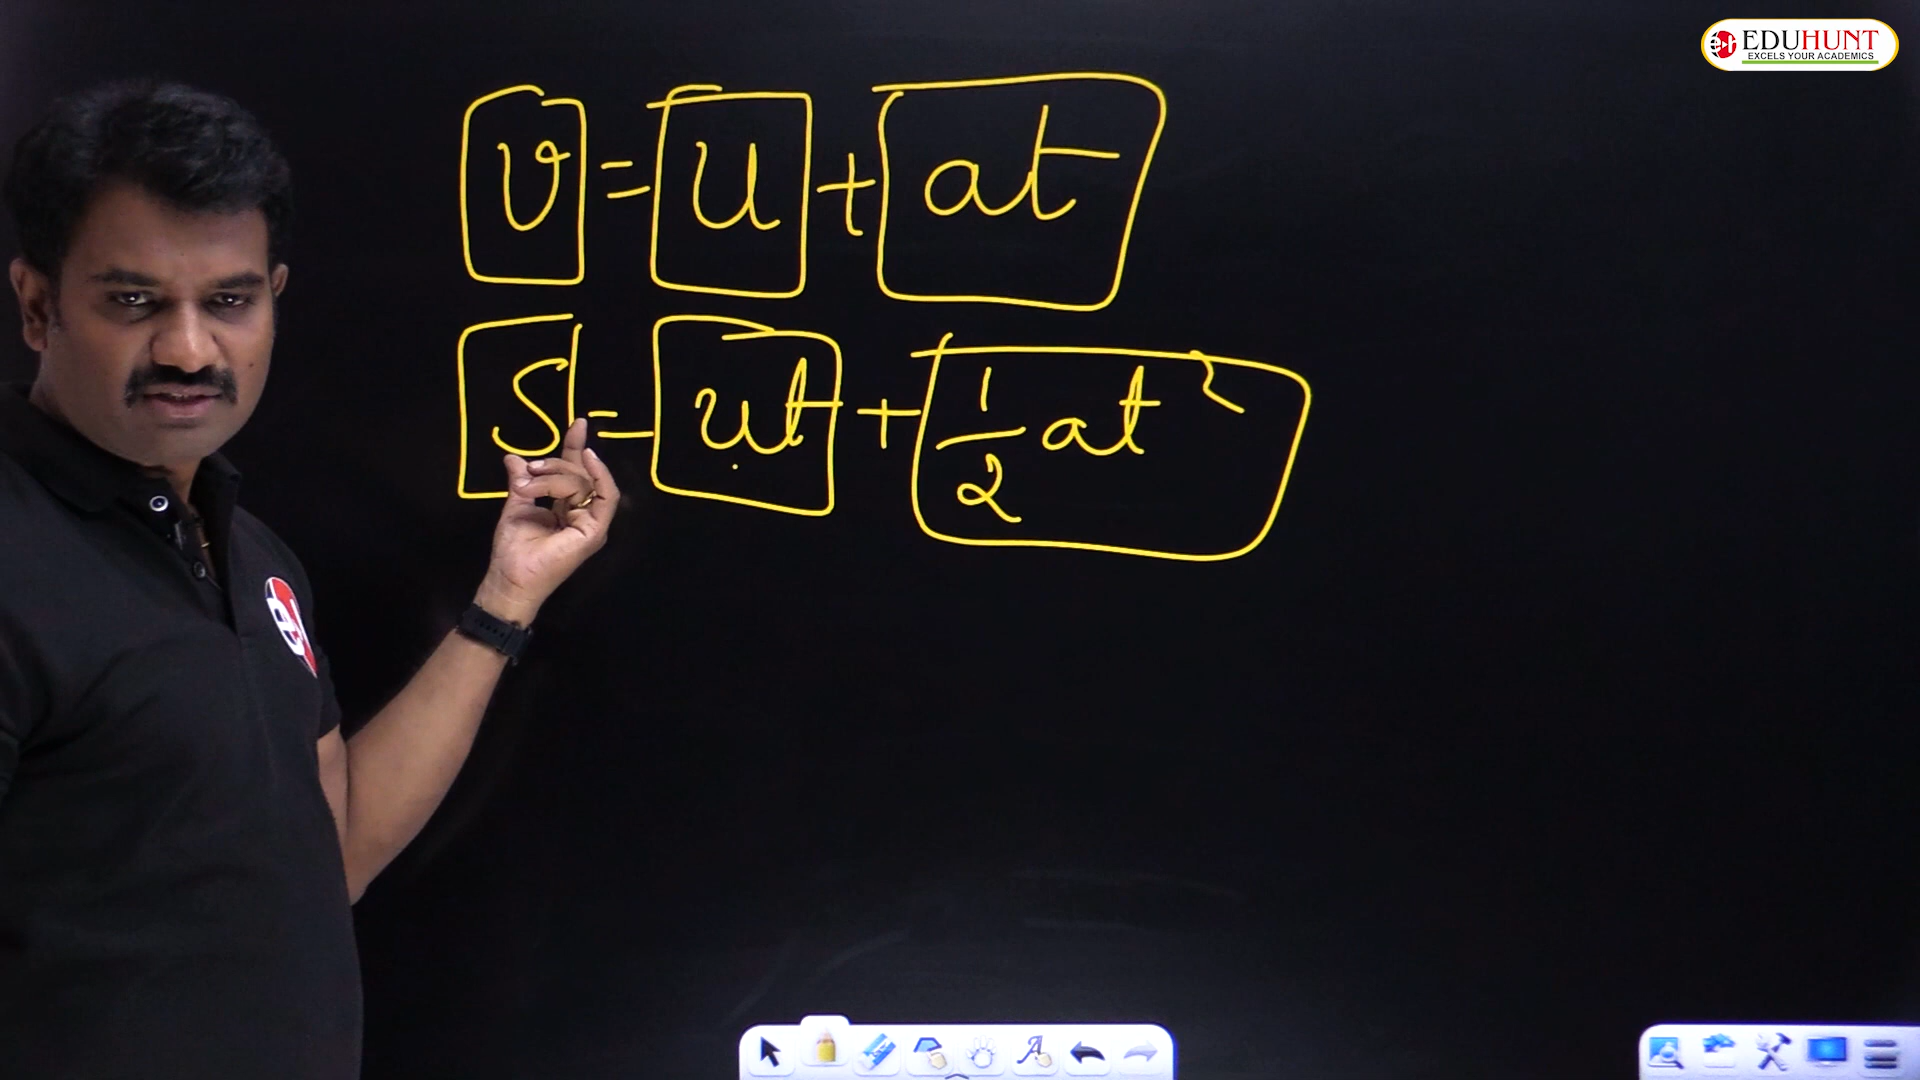 EDUHUNT
EXCELS YOUR ACADEMICS
v = u + at
S = ut + 1/2 at²